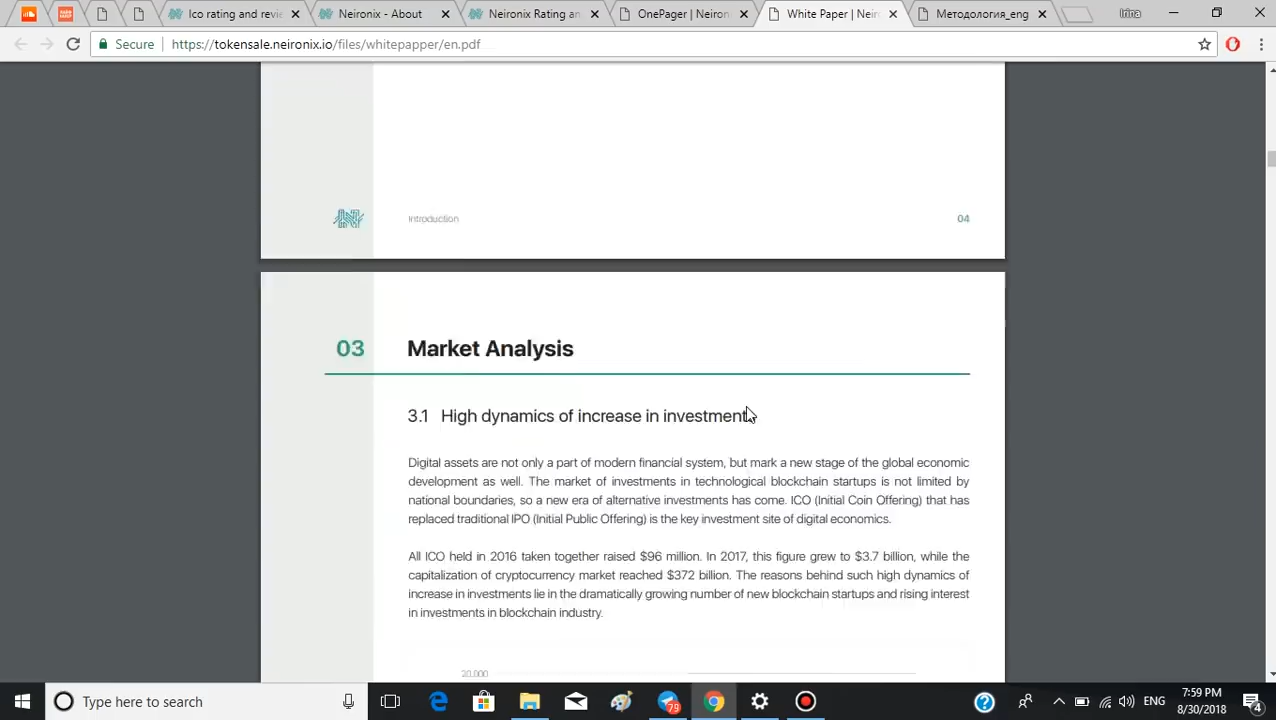 Ico rating and revie
Neironix - About
Neironix Rating an
OnePager | Neiron
White Paper | Neiro
Методология_eng
Irina
Secure
https://tokensale.neironix.io/files/whitepapper/en.pdf
Introduction
04
03
Market Analysis
3.1 High dynamics of increase in investment
Digital assets are not only a part of modern financial system, but mark a new stage of the global economic
development as well. The market of investments in technological blockchain startups is not limited by
national boundaries, so a new era of alternative investments has come. ICO (Initial Coin Offering) that has
replaced traditional IPO (Initial Public Offering) is the key investment site of digital economics.
All ICO held in 2016 taken together raised $96 million. In 2017, this figure grew to $3.7 billion, while the
capitalization of cryptocurrency market reached $372 billion. The reasons behind such high dynamics of
increase in investments lie in the dramatically growing number of new blockchain startups and rising interest
in investments in blockchain industry.
20,000
Type here to search
79
ENG
7:59 PM
8/30/2018
4